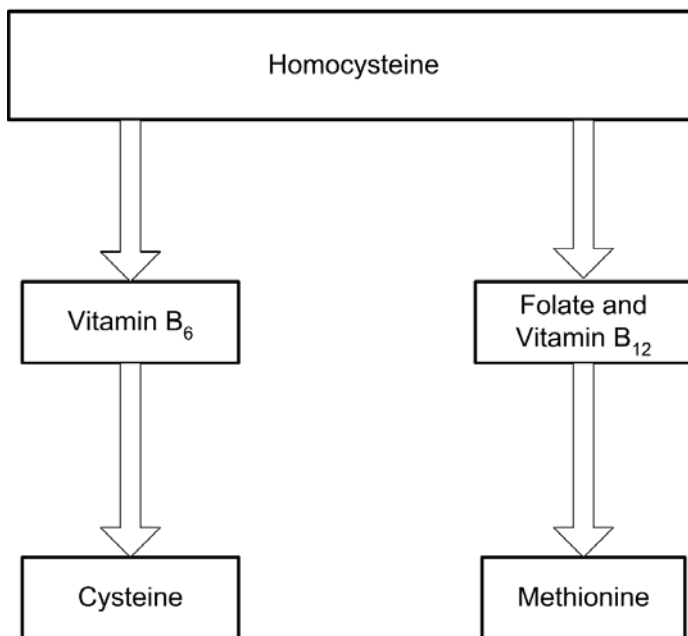 Homocysteine
Vitamin B₆
Folate and
Vitamin B₁₂
Cysteine
Methionine